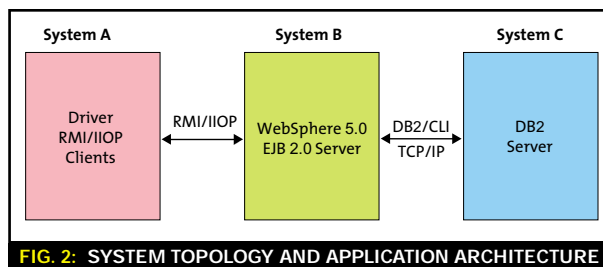 System A
System B
System C
Driver
RMI/IIOP
Clients
RMI/IIOP
WebSphere 5.0
EJB 2.0 Server
DB2/CLI
TCP/IP
DB2
Server
FIG. 2: SYSTEM TOPOLOGY AND APPLICATION ARCHITECTURE